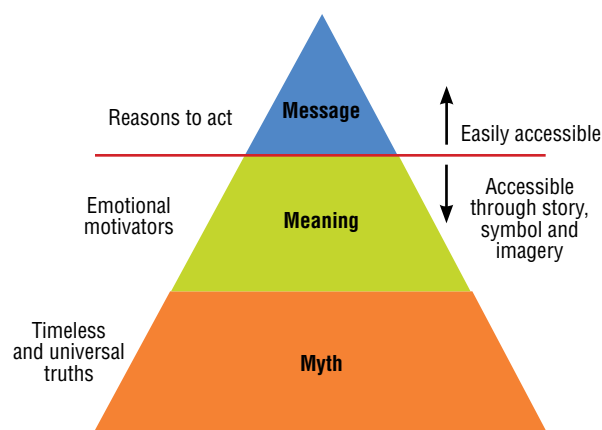 Reasons to act
Message
Easily accessible
Emotional
motivators
Meaning
Accessible
through story,
symbol and
imagery
Timeless
and universal
truths
Myth